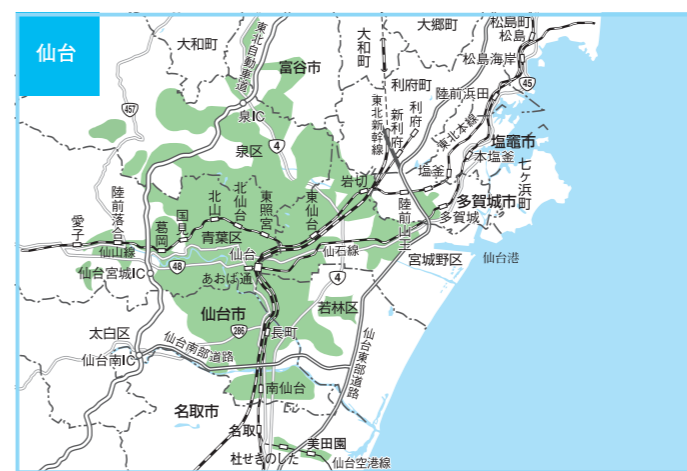 仙台
大和町
東北自動車道
富谷市
大和町
大郷町
松島町
松島
松島海岸
45
利府町
陸前浜田
457
泉IC
4
泉区
東北新幹線
新利府
利府
東北本線
塩竈市
本塩釜
塩釜
七ヶ浜町
岩切
多賀城市
多賀城
陸前山王
陸前落合
愛子
葛岡
国見
北山
北仙台
東照宮
東仙台
青葉区
仙山線
仙台
仙石線
宮城野区
仙台港
48
仙台宮城IC
あおば通
4
仙台市
若林区
286
長町
太白区
仙台南部道路
仙台東部道路
仙台南IC
南仙台
名取市
名取
杜せきのした
美田園
仙台空港線